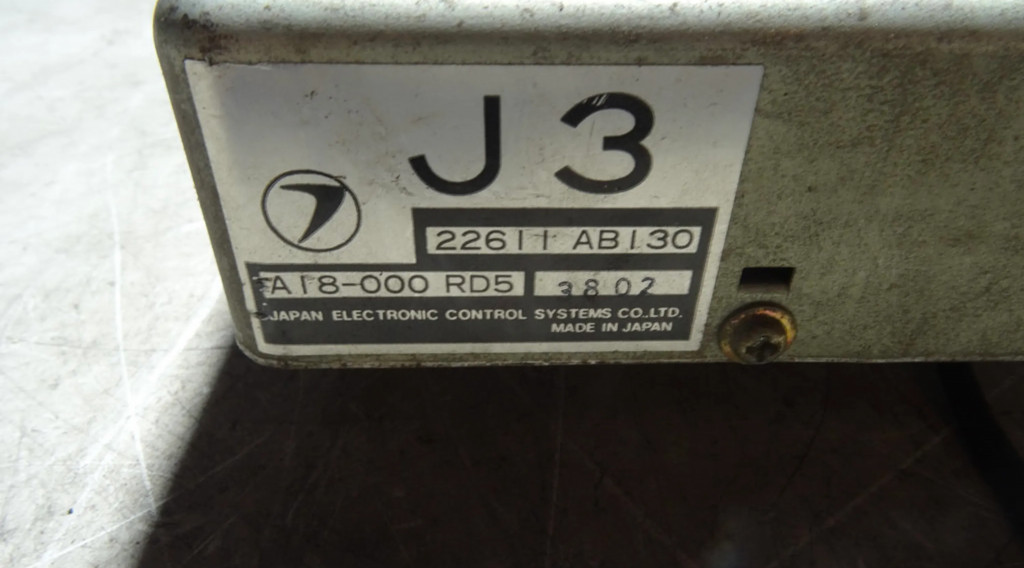 J3
22611 AB130
A18-000 RD5 3802
JAPAN ELECTRONIC CONTROL SYSTEMS CO.LTD.
MADE IN JAPAN